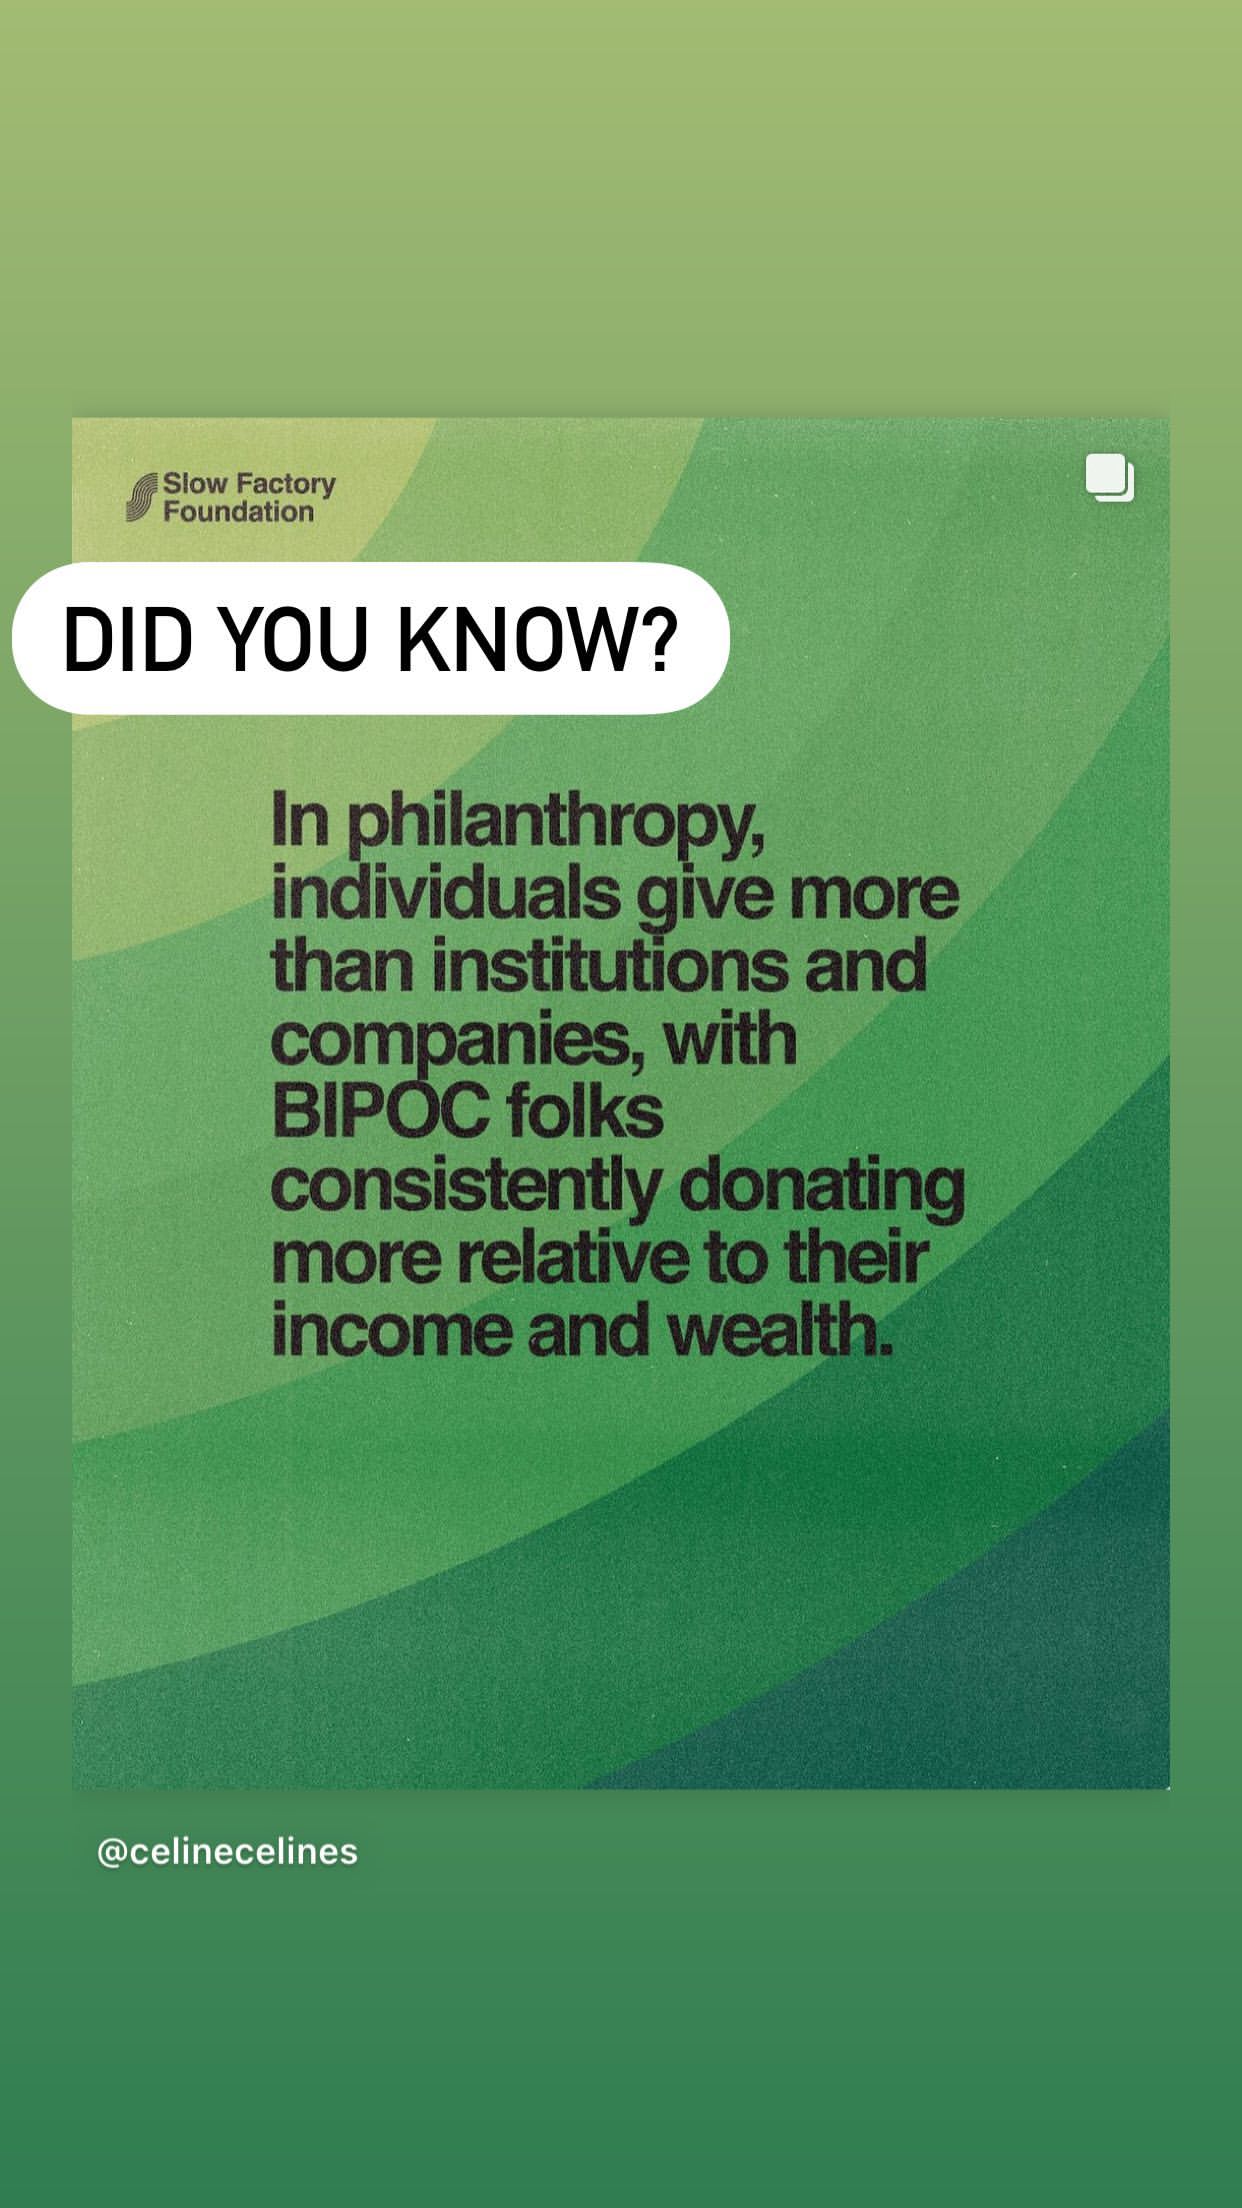 Slow Factory
Foundation
DID YOU KNOW?
In philanthropy,
individuals give more
than institutions and
companies, with
BIPOC folks
consistently donating
more relative to their
income and wealth.
@celinecelines